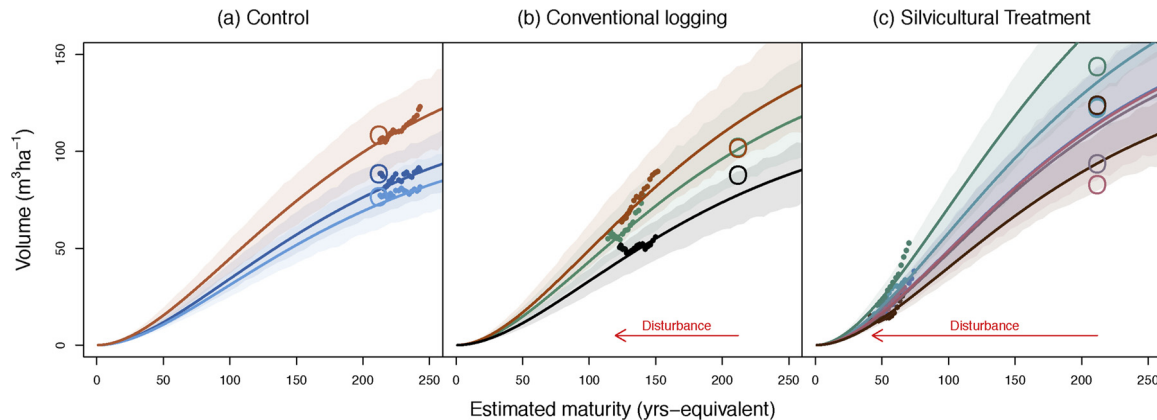 (a) Control
(b) Conventional logging
(c) Silvicultural Treatment
Volume (m³ha⁻¹)
150
100
50
0
Disturbance
Disturbance
0 50 100 150 200 250
0 50 100 150 200 250
0 50 100 150 200 250
Estimated maturity (yrs−equivalent)